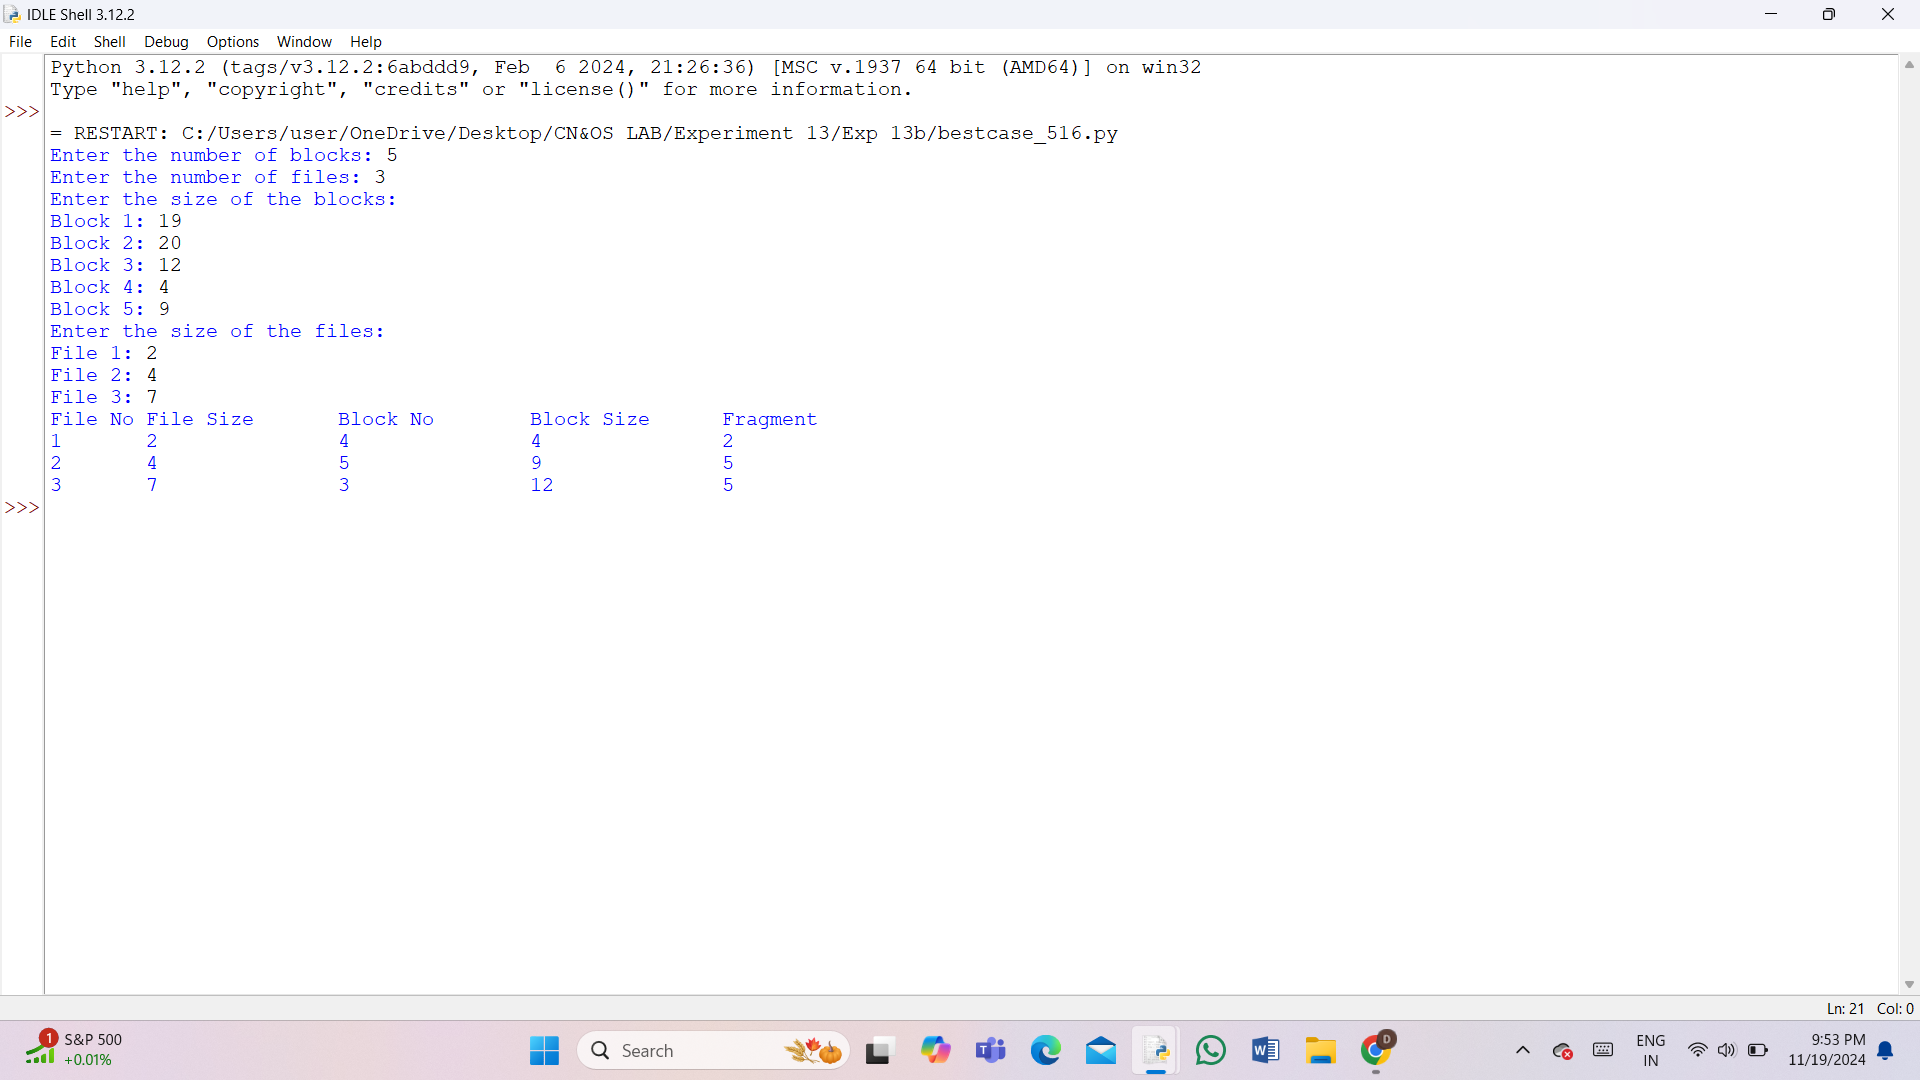 IDLE Shell 3.12.2
File Edit Shell Debug Options Window Help
Python 3.12.2 (tags/v3.12.2:6abddd9, Feb  6 2024, 21:26:36) [MSC v.1937 64 bit (AMD64)] on win32
Type "help", "copyright", "credits" or "license()" for more information.
>>>
= RESTART: C:/Users/user/OneDrive/Desktop/CN&OS LAB/Experiment 13/Exp 13b/bestcase_516.py
Enter the number of blocks: 5
Enter the number of files: 3
Enter the size of the blocks:
Block 1: 19
Block 2: 20
Block 3: 12
Block 4: 4
Block 5: 9
Enter the size of the files:
File 1: 2
File 2: 4
File 3: 7
File No File Size       Block No        Block Size      Fragment
1       2               4               4               2
2       4               5               9               5
3       7               3               12              5
>>>
Ln: 21 Col: 0
1 S&P 500
+0.01%
Search
D
ENG
IN
9:53 PM
11/19/2024